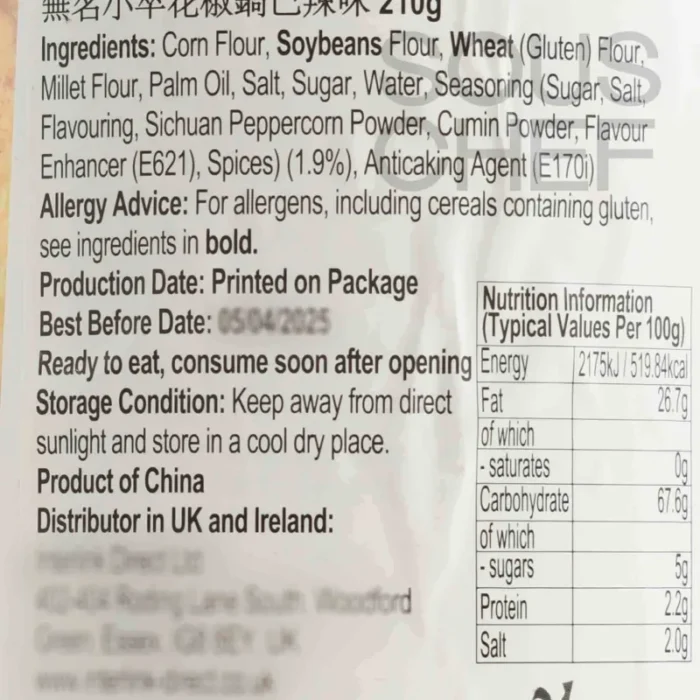 無名小卒花椒鍋巴辣味 210g
SOUS
CHEF
Ingredients: Corn Flour, Soybeans Flour, Wheat (Gluten) Flour,
Millet Flour, Palm Oil, Salt, Sugar, Water, Seasoning (Sugar, Salt,
Flavouring, Sichuan Peppercorn Powder, Cumin Powder, Flavour
Enhancer (E621), Spices) (1.9%), Anticaking Agent (E170i)
Allergy Advice: For allergens, including cereals containing gluten,
see ingredients in bold.
Production Date: Printed on Package
Best Before Date: 05/04/2025
Ready to eat, consume soon after opening
Storage Condition: Keep away from direct
sunlight and store in a cool dry place.
Product of China
Distributor in UK and Ireland:
Nutrition Information
(Typical Values Per 100g)
Energy 2175kJ / 519.84kcal
Fat 26.7g
of which
- saturates 0g
Carbohydrate 67.6g
of which
- sugars 5g
Protein 2.2g
Salt 2.0g